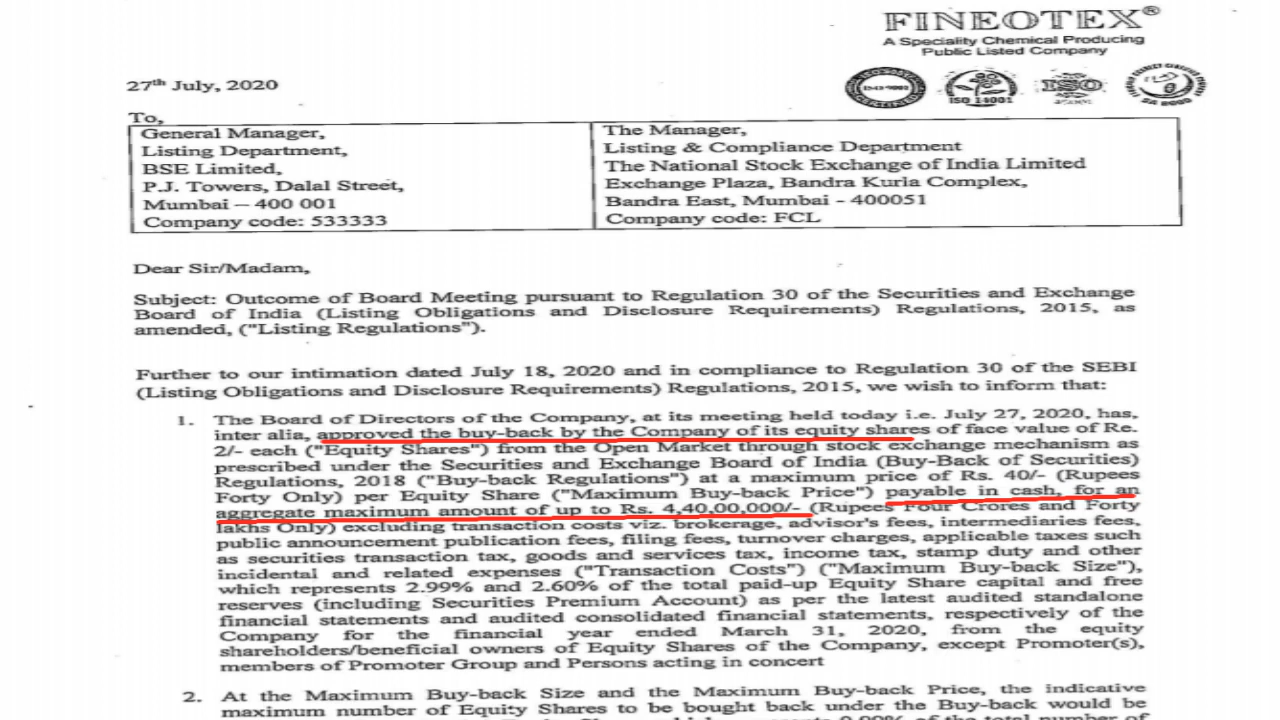 FINEOTEX®
A Speciality Chemical Producing
Public Listed Company
27th July, 2020
ISO 14001
ISO
SA 8000
To,
General Manager,
Listing Department,
BSE Limited,
P.J. Towers, Dalal Street,
Mumbai – 400 001
Company code: 533333
The Manager,
Listing & Compliance Department
The National Stock Exchange of India Limited
Exchange Plaza, Bandra Kurla Complex,
Bandra East, Mumbai - 400051
Company code: FCL
Dear Sir/Madam,
Subject: Outcome of Board Meeting pursuant to Regulation 30 of the Securities and Exchange
Board of India (Listing Obligations and Disclosure Requirements) Regulations, 2015, as
amended, ("Listing Regulations").
Further to our intimation dated July 18, 2020 and in compliance to Regulation 30 of the SEBI
(Listing Obligations and Disclosure Requirements) Regulations, 2015, we wish to inform that:
1. The Board of Directors of the Company, at its meeting held today i.e. July 27, 2020, has,
inter alia, approved the buy-back by the Company of its equity shares of face value of Re.
2/- each ("Equity Shares") from the Open Market through stock exchange mechanism as
prescribed under the Securities and Exchange Board of India (Buy-Back of Securities)
Regulations, 2018 ("Buy-back Regulations") at a maximum price of Rs. 40/- (Rupees
Forty Only) per Equity Share ("Maximum Buy-back Price") payable in cash, for an
aggregate maximum amount of up to Rs. 4,40,00,000/- (Rupees Four Crores and Forty
lakhs Only) excluding transaction costs viz. brokerage, advisor's fees, intermediaries fees,
public announcement publication fees, filing fees, turnover charges, applicable taxes such
as securities transaction tax, goods and services tax, income tax, stamp duty and other
incidental and related expenses ("Transaction Costs") ("Maximum Buy-back Size"),
which represents 2.99% and 2.60% of the total paid-up Equity Share capital and free
reserves (including Securities Premium Account) as per the latest audited standalone
financial statements and audited consolidated financial statements, respectively of the
Company for the financial year ended March 31, 2020, from the equity
shareholders/beneficial owners of Equity Shares of the Company, except Promoter(s),
members of Promoter Group and Persons acting in concert
2. At the Maximum Buy-back Size and the Maximum Buy-back Price, the indicative
maximum number of Equity Shares to be bought back under the Buy-back would be